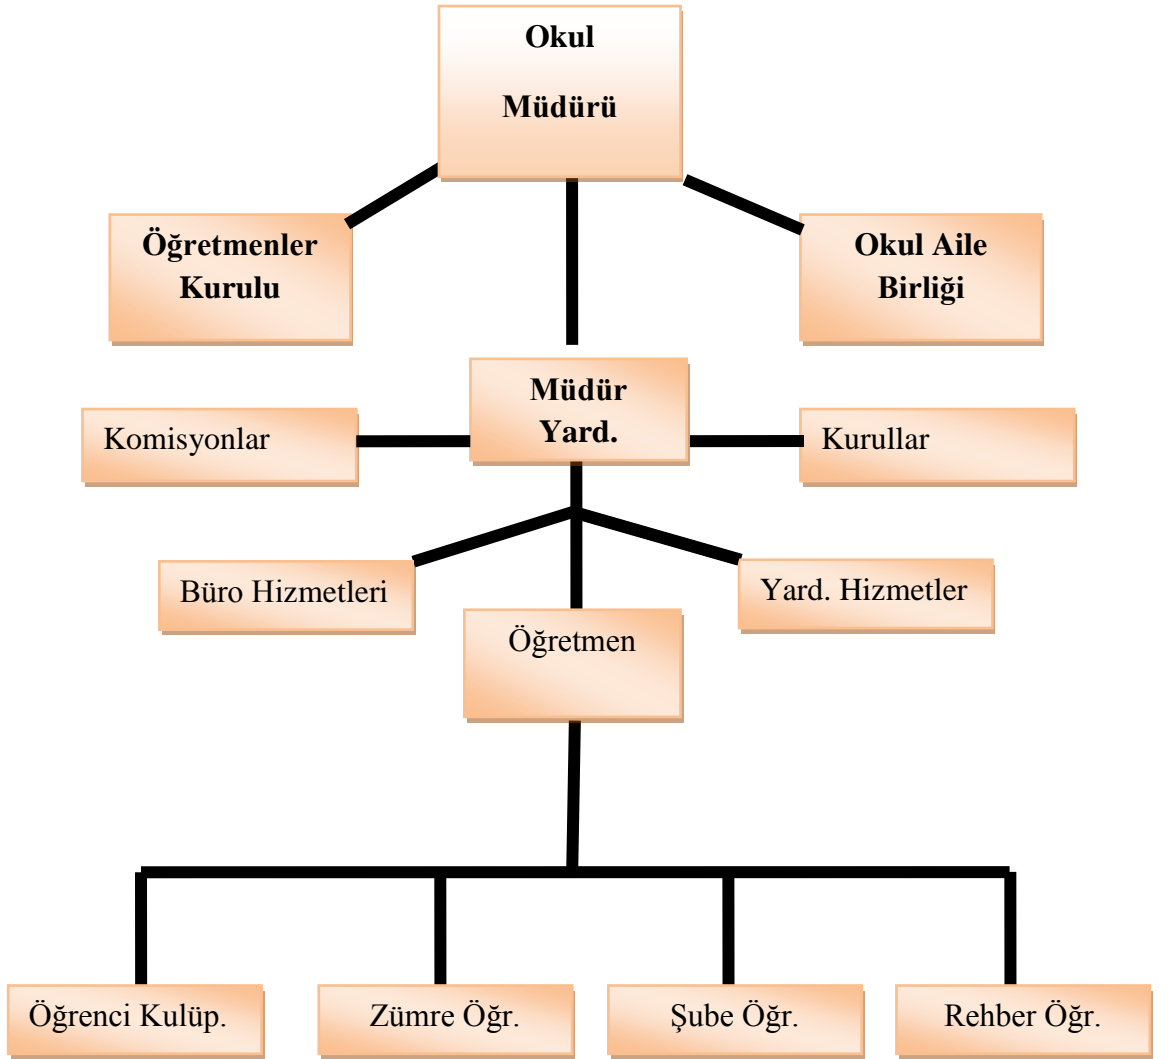 Okul
Müdürü
Öğretmenler
Kurulu
Okul Aile
Birliği
Müdür
Yard.
Komisyonlar
Kurullar
Büro Hizmetleri
Yard. Hizmetler
Öğretmen
Öğrenci Kulüp.
Zümre Öğr.
Şube Öğr.
Rehber Öğr.